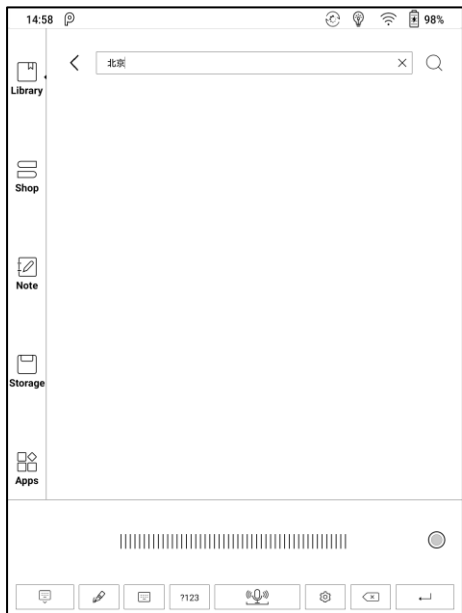 14:58 98%
北京
Library
Shop
Note
Storage
Apps
?123